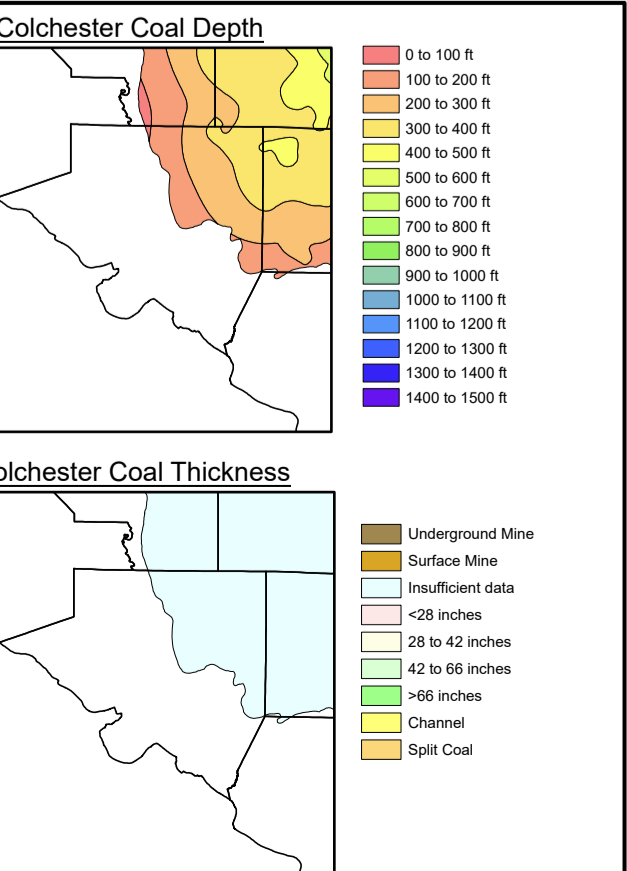 Colchester Coal Depth
0 to 100 ft
100 to 200 ft
200 to 300 ft
300 to 400 ft
400 to 500 ft
500 to 600 ft
600 to 700 ft
700 to 800 ft
800 to 900 ft
900 to 1000 ft
1000 to 1100 ft
1100 to 1200 ft
1200 to 1300 ft
1300 to 1400 ft
1400 to 1500 ft
olchester Coal Thickness
Underground Mine
Surface Mine
Insufficient data
<28 inches
28 to 42 inches
42 to 66 inches
>66 inches
Channel
Split Coal